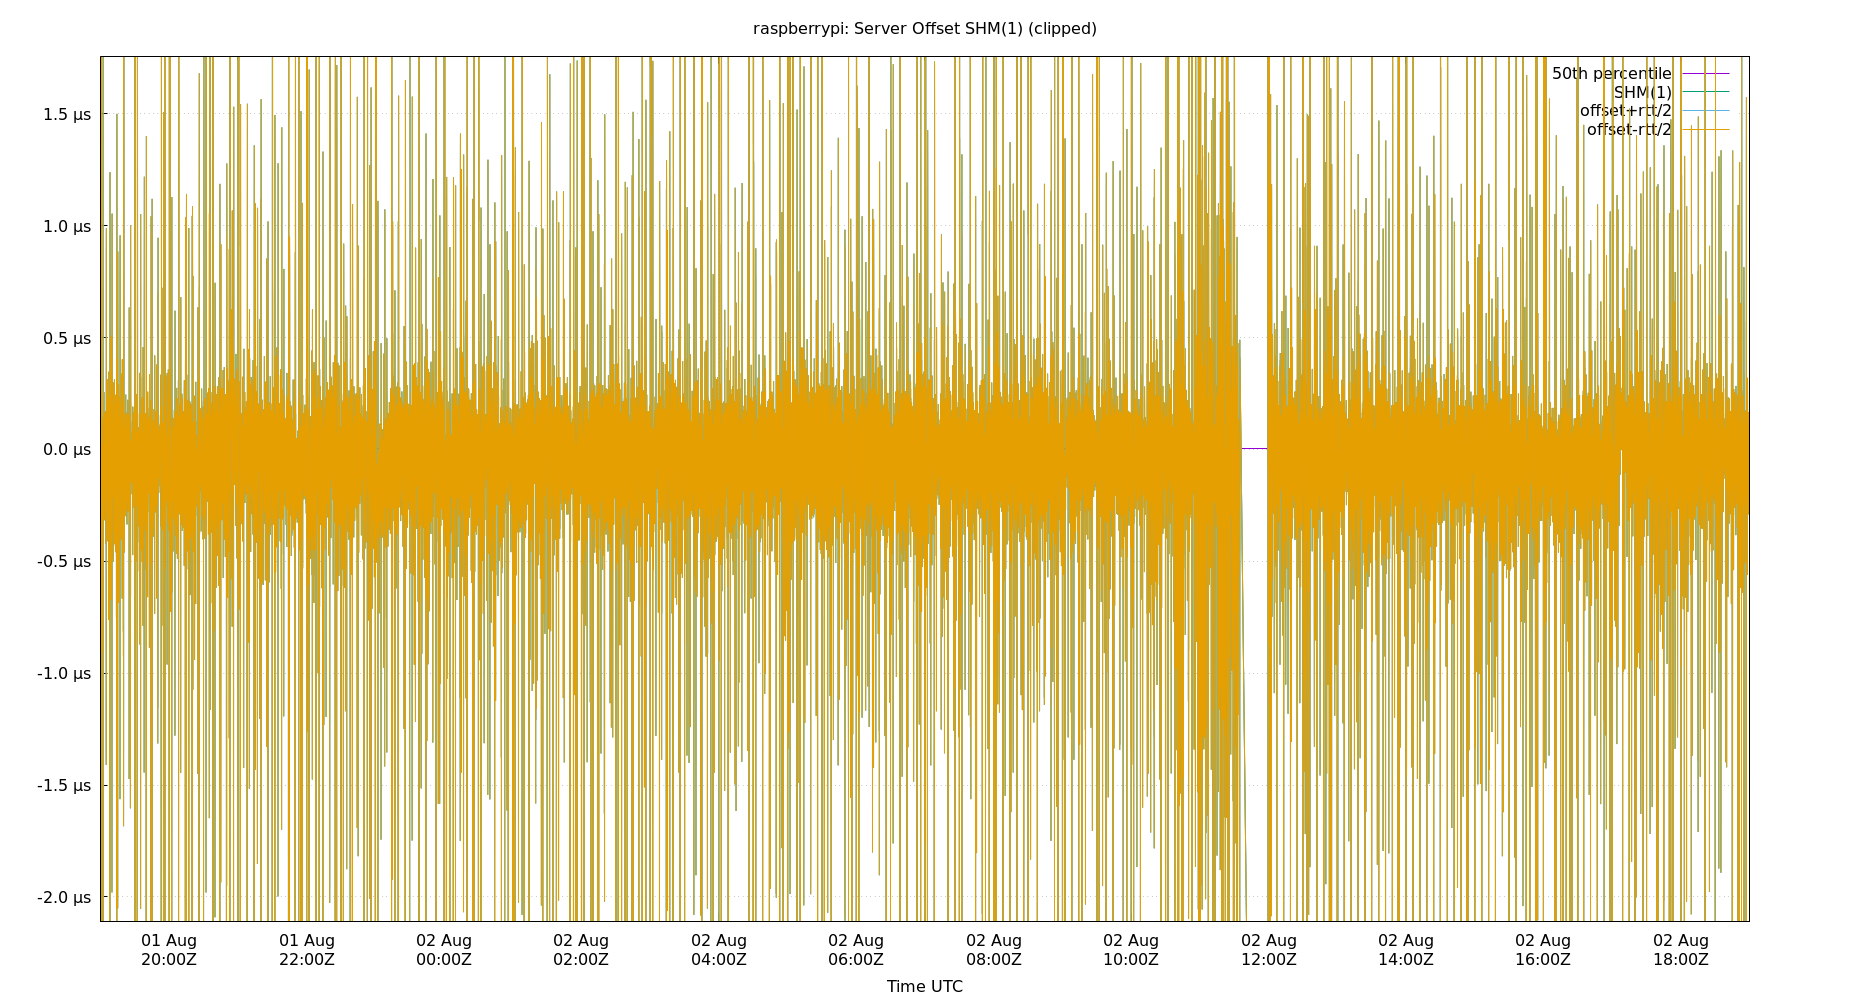 raspberrypi: Server Offset SHM(1) (clipped)
50th percentile
SHM(1)
offset+rtt/2
offset-rtt/2
1.5 µs
1.0 µs
0.5 µs
0.0 µs
-0.5 µs
-1.0 µs
-1.5 µs
-2.0 µs
01 Aug 01 Aug 02 Aug 02 Aug 02 Aug 02 Aug 02 Aug 02 Aug 02 Aug 02 Aug 02 Aug 02 Aug
20:00Z 22:00Z 00:00Z 02:00Z 04:00Z 06:00Z 08:00Z 10:00Z 12:00Z 14:00Z 16:00Z 18:00Z
Time UTC